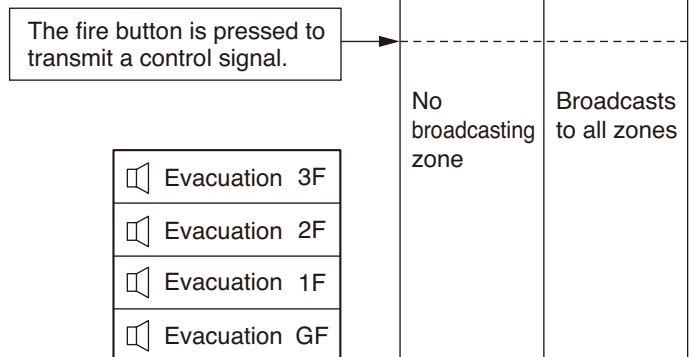 The fire button is pressed to
transmit a control signal.
No
broadcasting
zone
Broadcasts
to all zones
Evacuation 3F
Evacuation 2F
Evacuation 1F
Evacuation GF